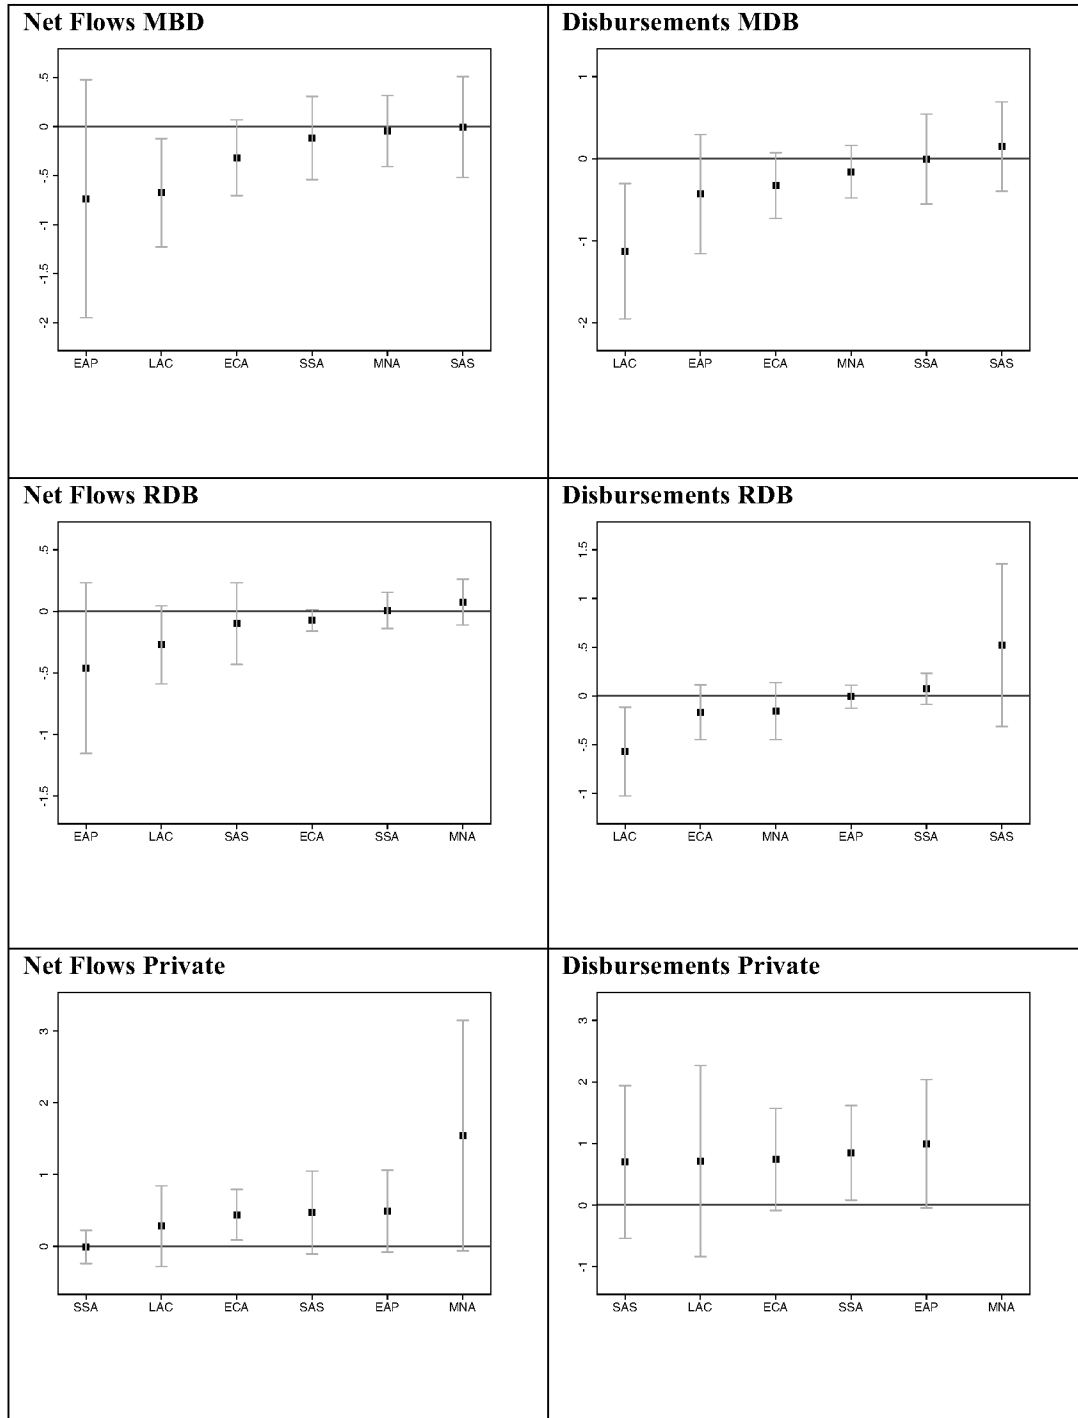 Net Flows MBD
.5
0
-.5
-1
-1.5
-2
EAP LAC ECA SSA MNA SAS
Disbursements MDB
1
0
-1
-2
LAC EAP ECA MNA SSA SAS
Net Flows RDB
.5
0
-.5
-1
-1.5
EAP LAC SAS ECA SSA MNA
Disbursements RDB
1.5
1
.5
0
-.5
-1
LAC ECA MNA EAP SSA SAS
Net Flows Private
3
2
1
0
SSA LAC ECA SAS EAP MNA
Disbursements Private
3
2
1
0
-1
SAS LAC ECA SSA EAP MNA